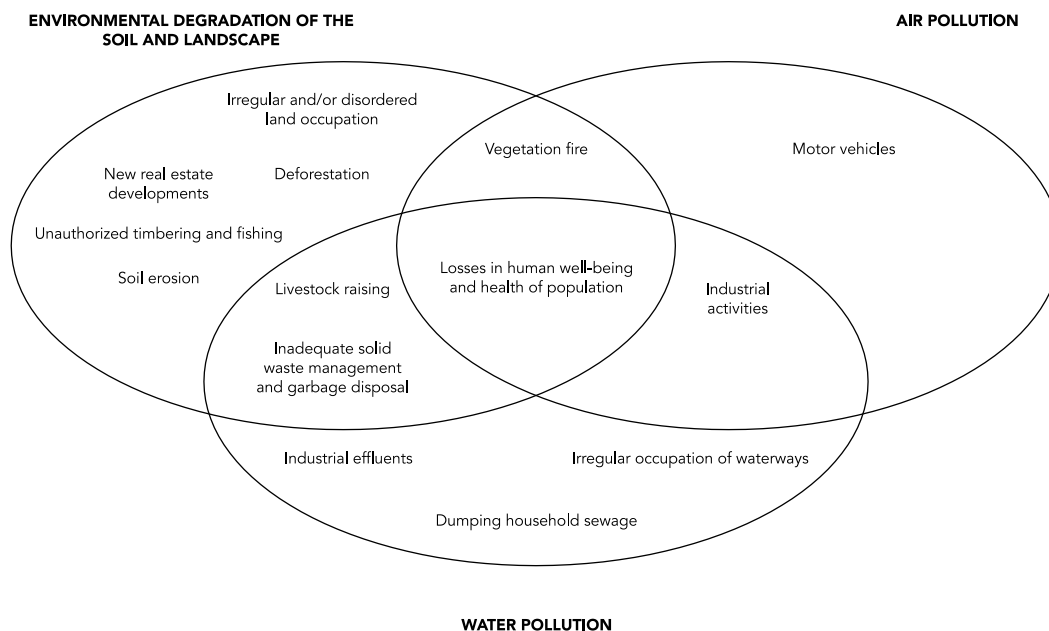 ENVIRONMENTAL DEGRADATION OF THE
SOIL AND LANDSCAPE
AIR POLLUTION
Irregular and/or disordered
land occupation
Vegetation fire
Motor vehicles
New real estate
developments
Deforestation
Unauthorized timbering and fishing
Soil erosion
Livestock raising
Losses in human well-being
and health of population
Industrial
activities
Inadequate solid
waste management
and garbage disposal
Industrial effluents
Irregular occupation of waterways
Dumping household sewage
WATER POLLUTION